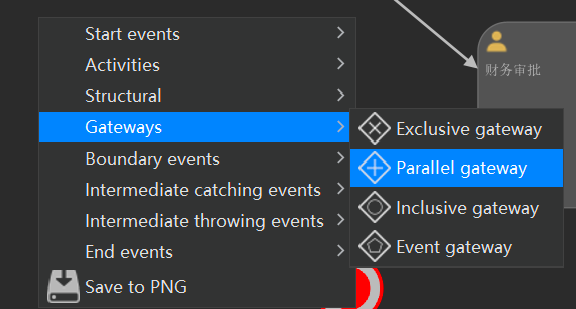 Start events
Activities
Structural
Gateways
Boundary events
Intermediate catching events
Intermediate throwing events
End events
Save to PNG
Exclusive gateway
Parallel gateway
Inclusive gateway
Event gateway
财务审批